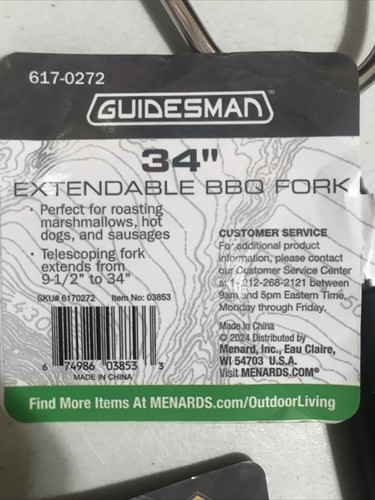 617-0272
GUIDESMAN™
34"
EXTENDABLE BBQ FORK
• Perfect for roasting
marshmallows, hot
dogs, and sausages
• Telescoping fork
extends from
9-1/2" to 34"
SKU# 6170272 Item No: 03853
6 74986 03853 3
MADE IN CHINA
CUSTOMER SERVICE
For additional product
information, please contact
our Customer Service Center
at 1-212-268-2121 between
9am and 5pm Eastern Time,
Monday through Friday.
Made in China
© 2024 Distributed by
Menard, Inc., Eau Claire,
WI 54703 U.S.A.
Visit MENARDS.COM®
Find More Items At MENARDS.com/OutdoorLiving